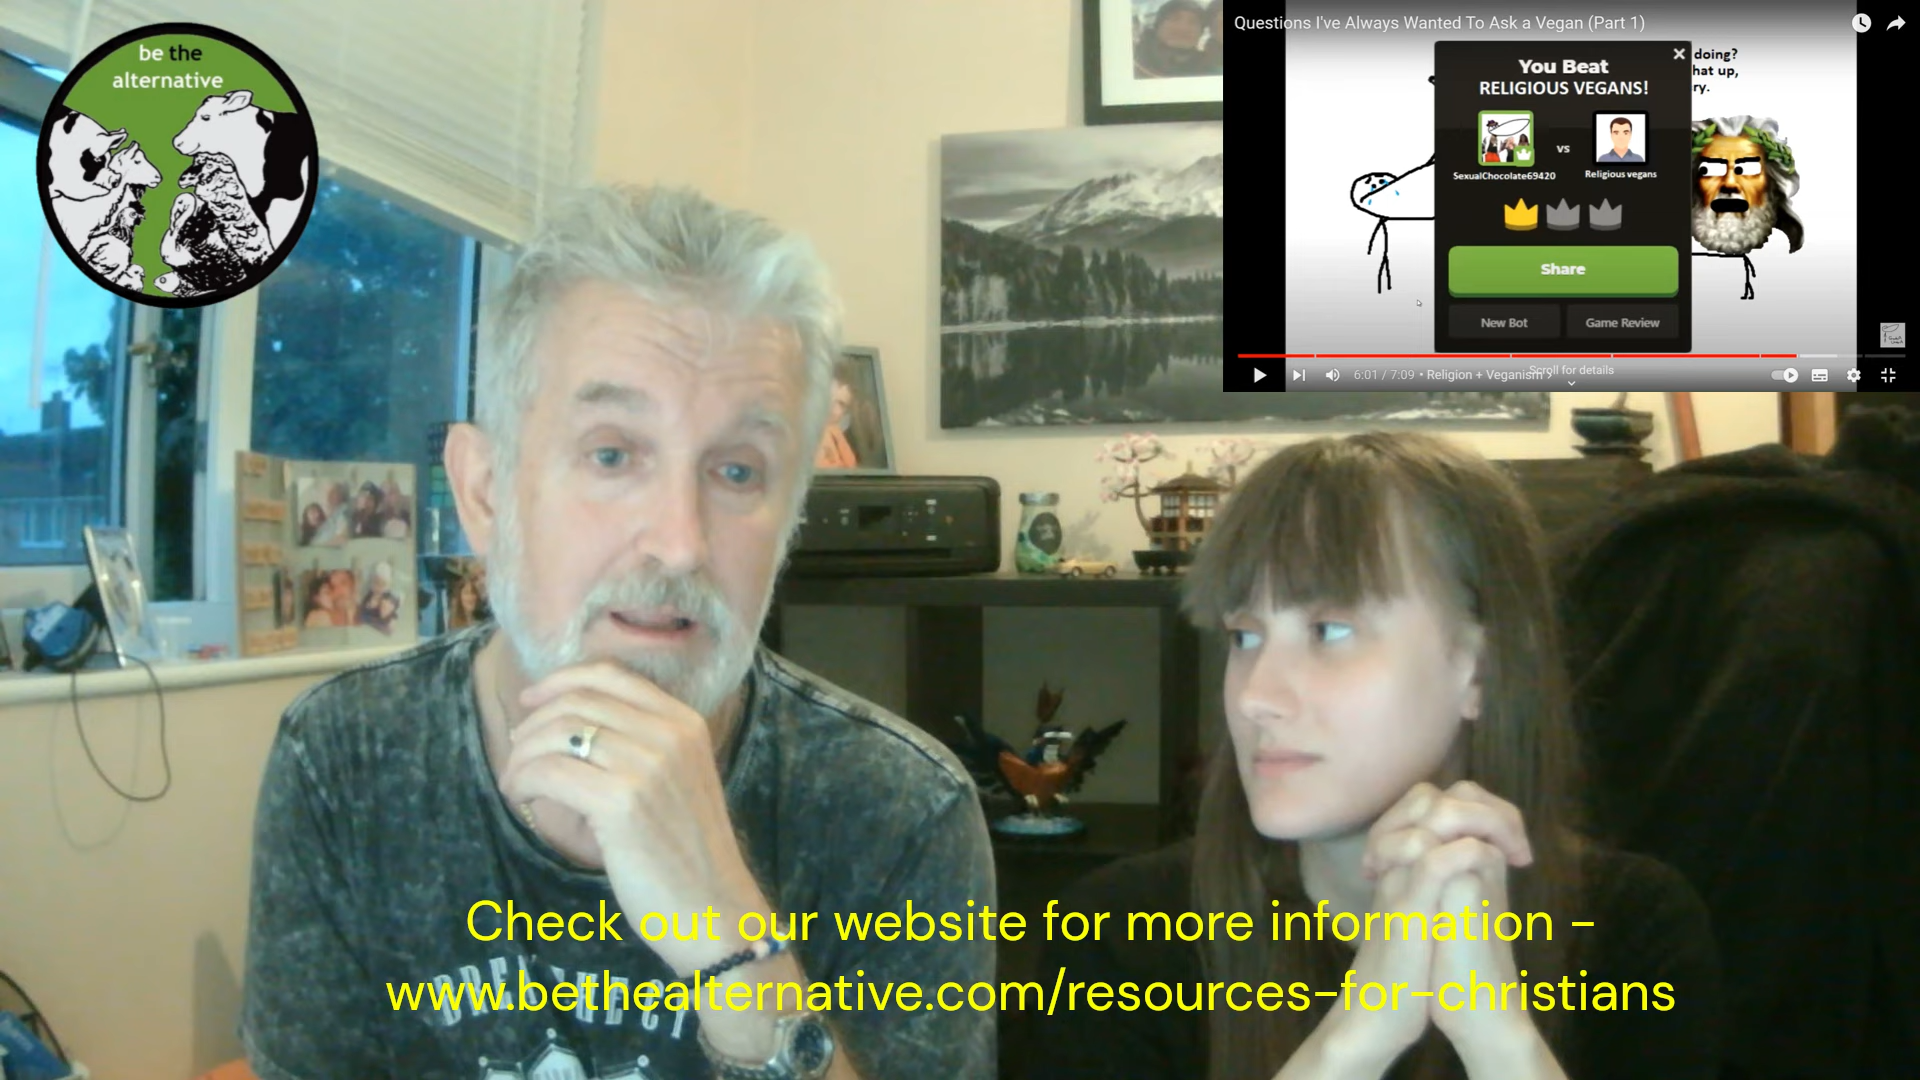 be the
alternative
Questions I've Always Wanted To Ask a Vegan (Part 1)
doing?
hat up,
ry.
You Beat
RELIGIOUS VEGANS!
vs
SexualChocolate69420
Religious vegans
Share
New Bot
Game Review
6:01 / 7:09 • Religion + Veganism >
Scroll for details
Check out our website for more information -
www.bethealternative.com/resources-for-christians